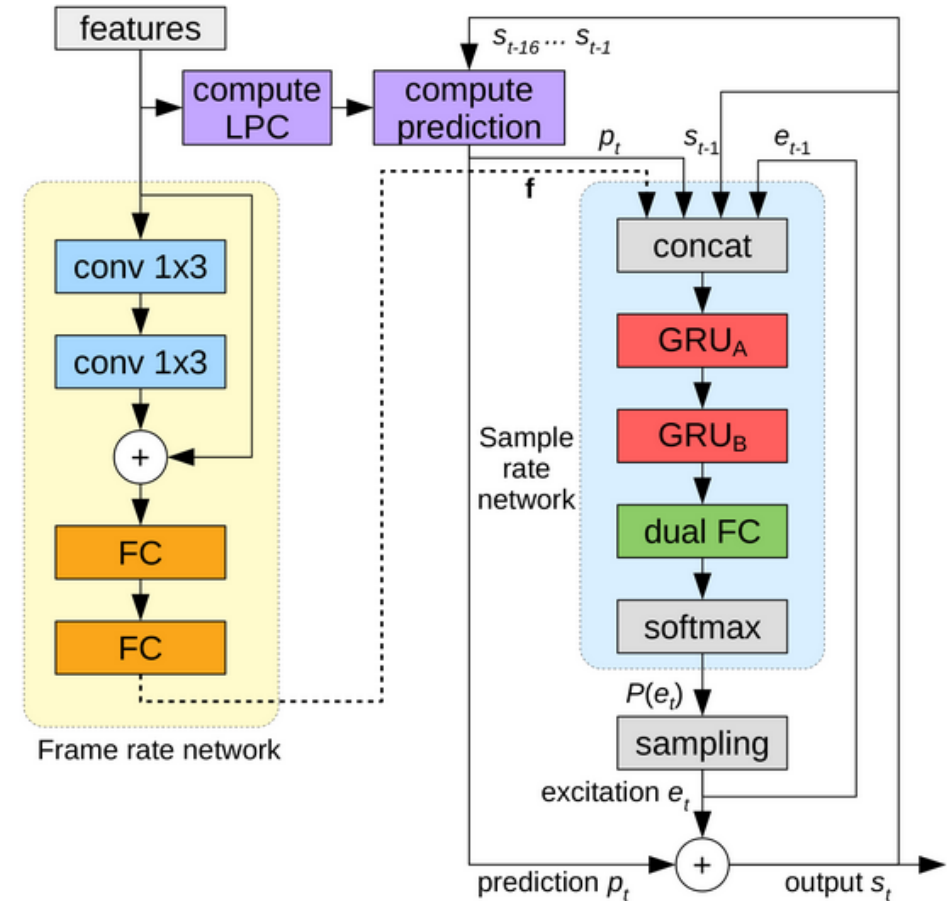 features
s_{t-16} ... s_{t-1}
compute
LPC
compute
prediction
p_t
s_{t-1}
e_{t-1}
f
conv 1x3
conv 1x3
+
FC
FC
Frame rate network
concat
GRU_A
GRU_B
dual FC
softmax
Sample
rate
network
P(e_t)
sampling
excitation e_t
+
prediction p_t
output s_t